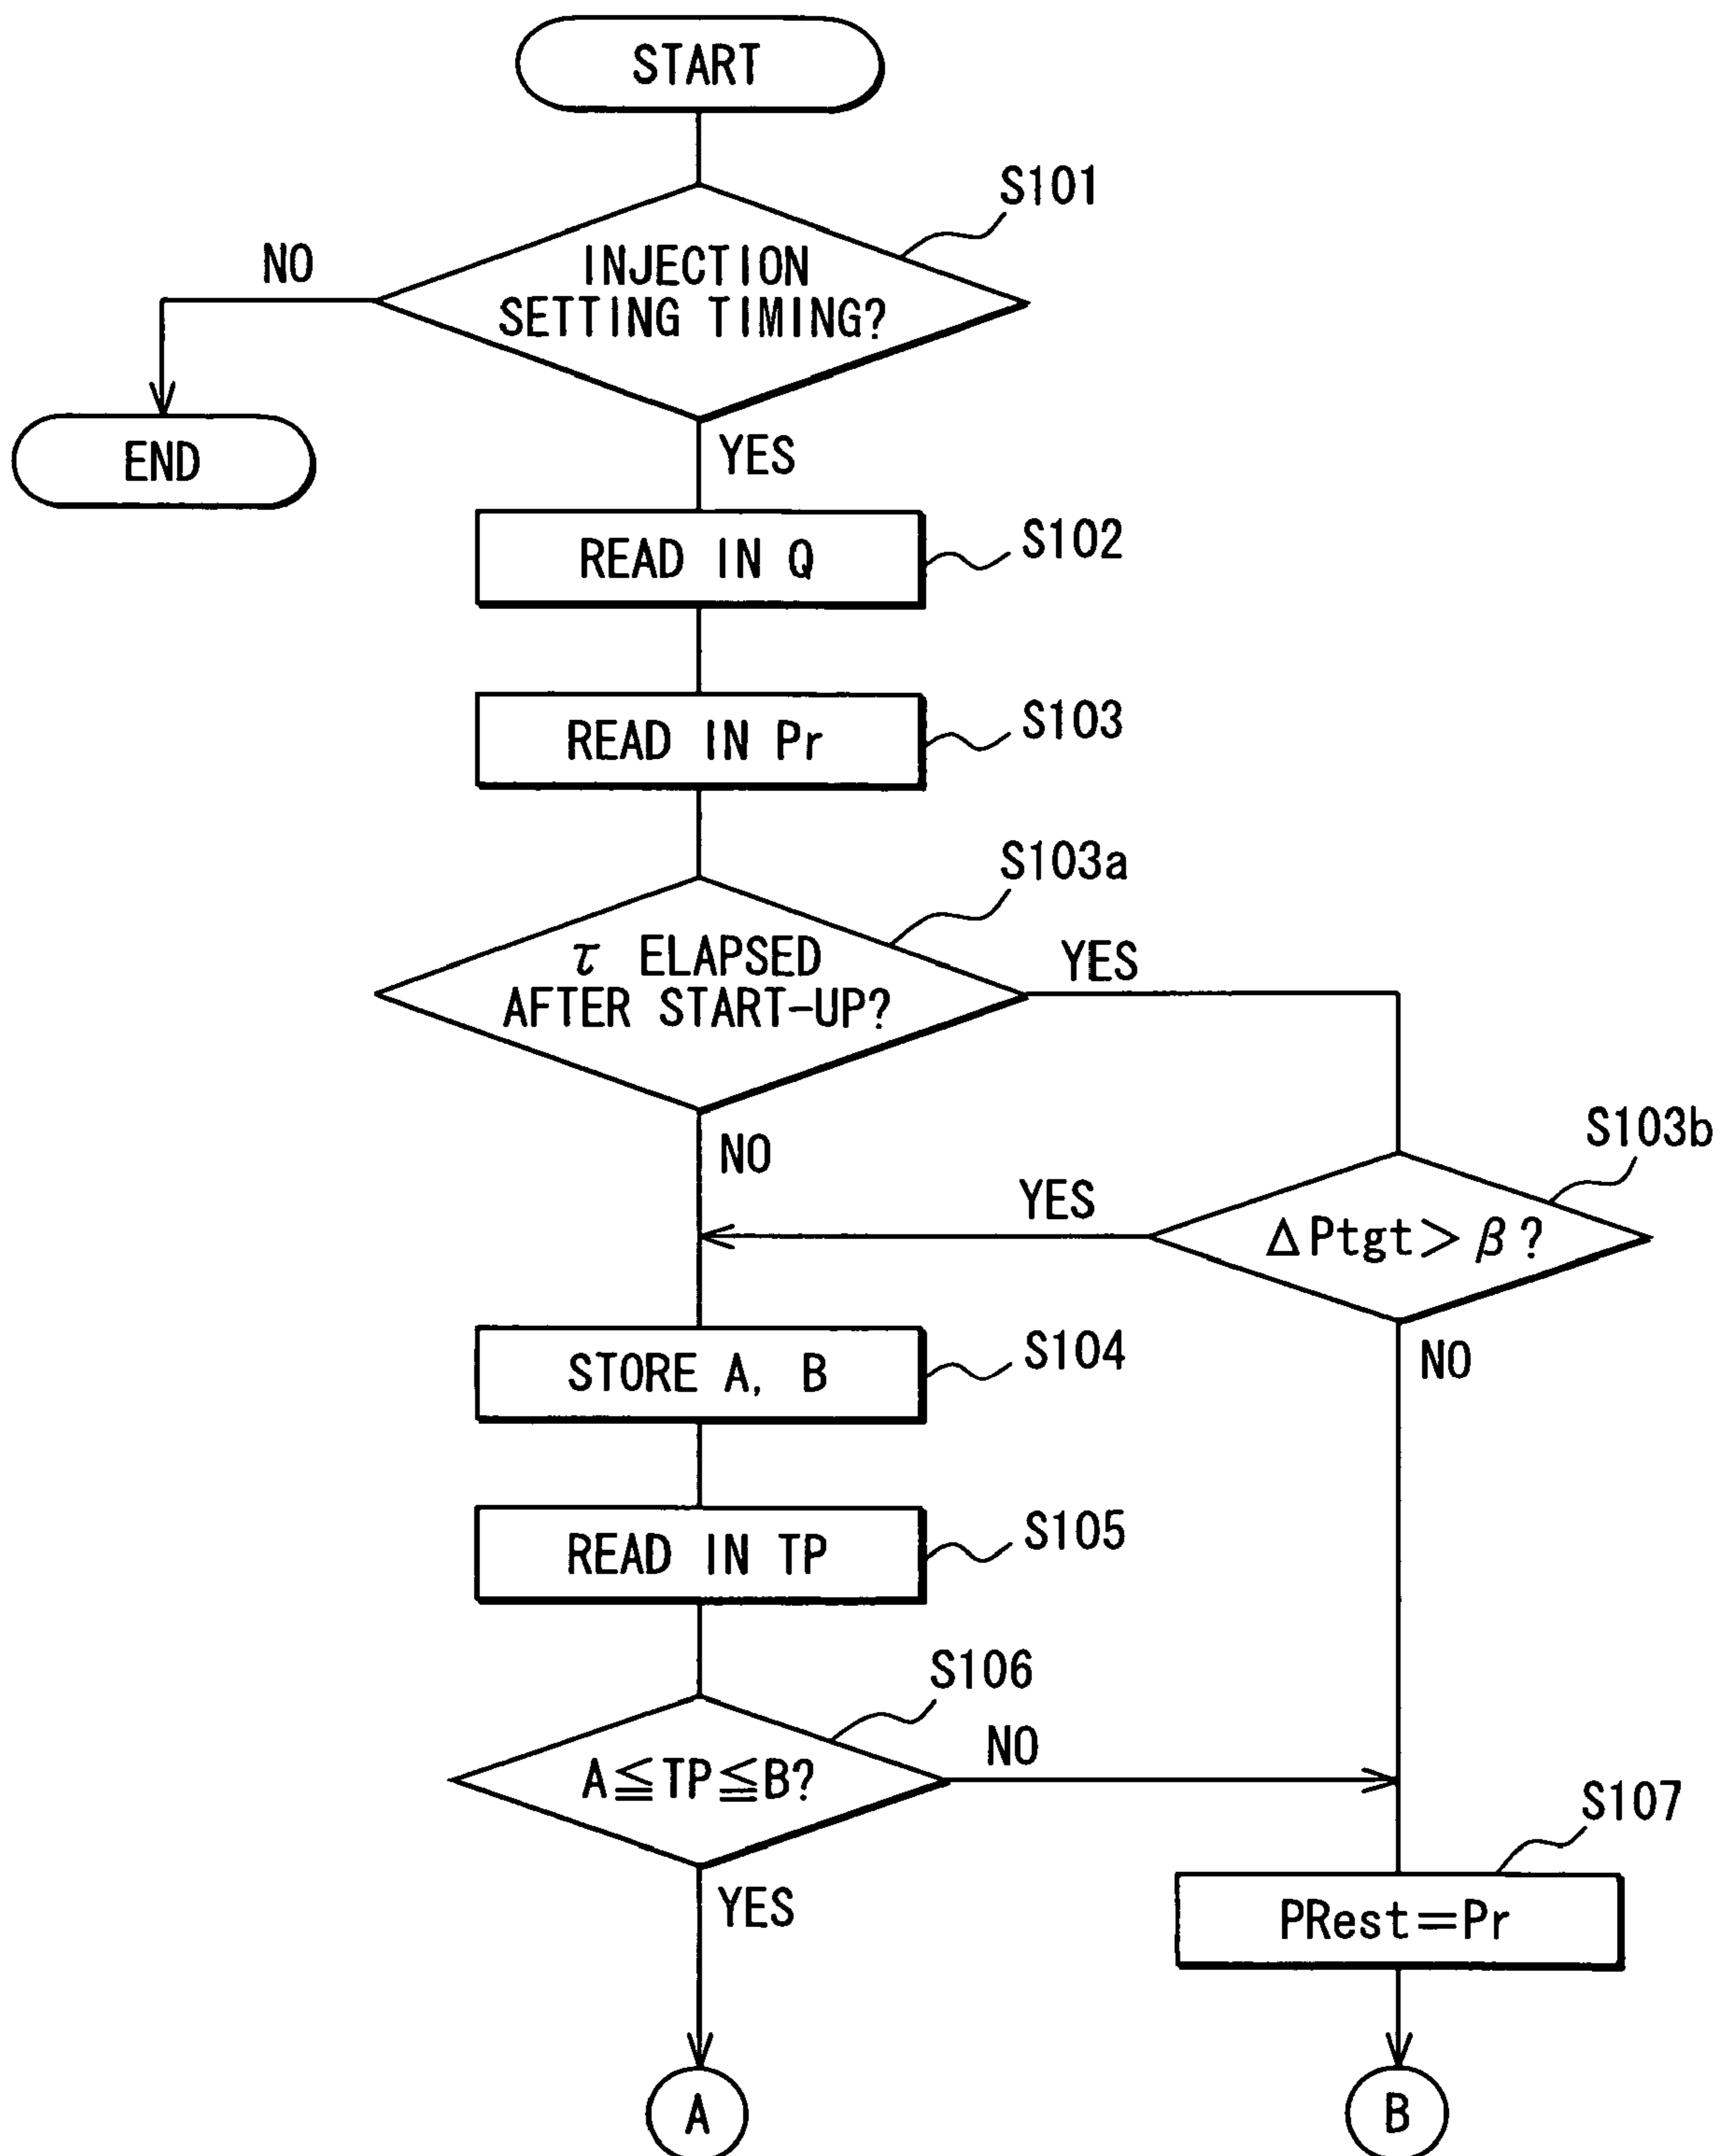 START
S101
NO
INJECTION
SETTING TIMING?
END
YES
READ IN Q
S102
READ IN Pr
S103
S103a
τ ELAPSED
AFTER START-UP?
YES
NO
S103b
YES
ΔPtgt＞β?
NO
STORE A, B
S104
READ IN TP
S105
S106
A≦TP≦B?
NO
S107
YES
PRest=Pr
A
B